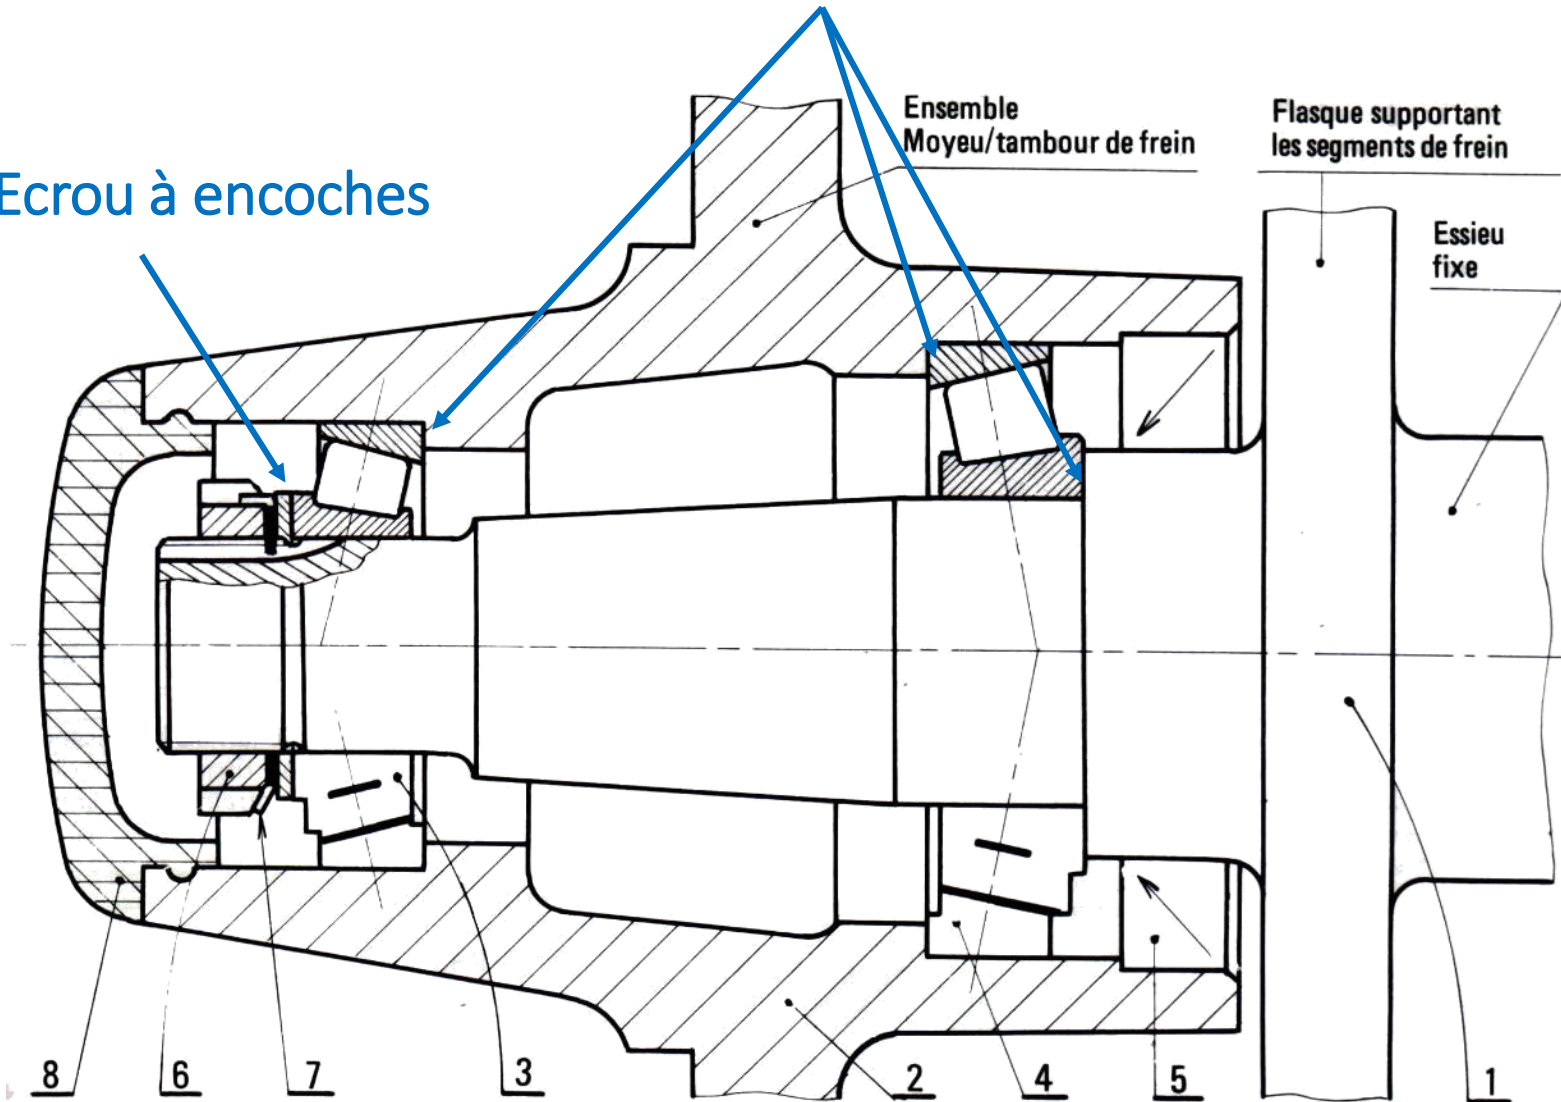 Ensemble
Moyeu/tambour de frein
Flasque supportant
les segments de frein
Ecrou à encoches
Essieu
fixe
8
6
7
3
2
4
5
1